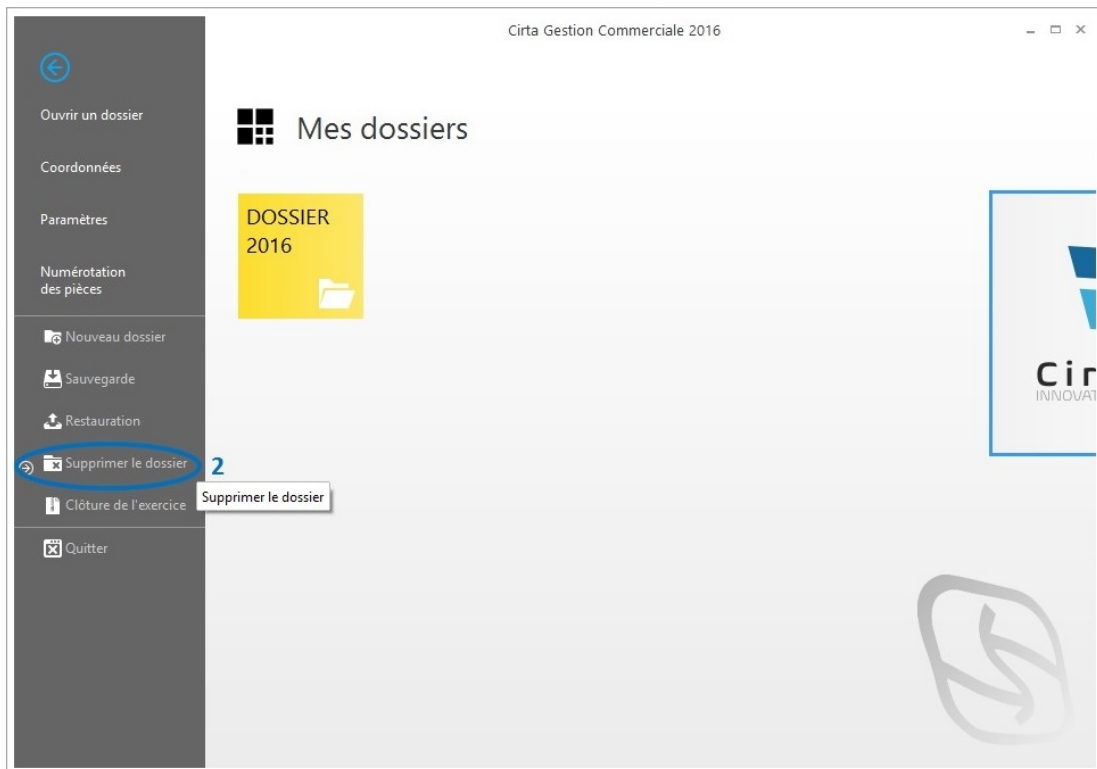 Cirta Gestion Commerciale 2016
Ouvrir un dossier
Coordonnées
Paramètres
Numérotation
des pièces
Nouveau dossier
Sauvegarde
Restauration
Supprimer le dossier
2
Supprimer le dossier
Clôture de l'exercice
Quitter
Mes dossiers
DOSSIER
2016
Cir
INNOVAT